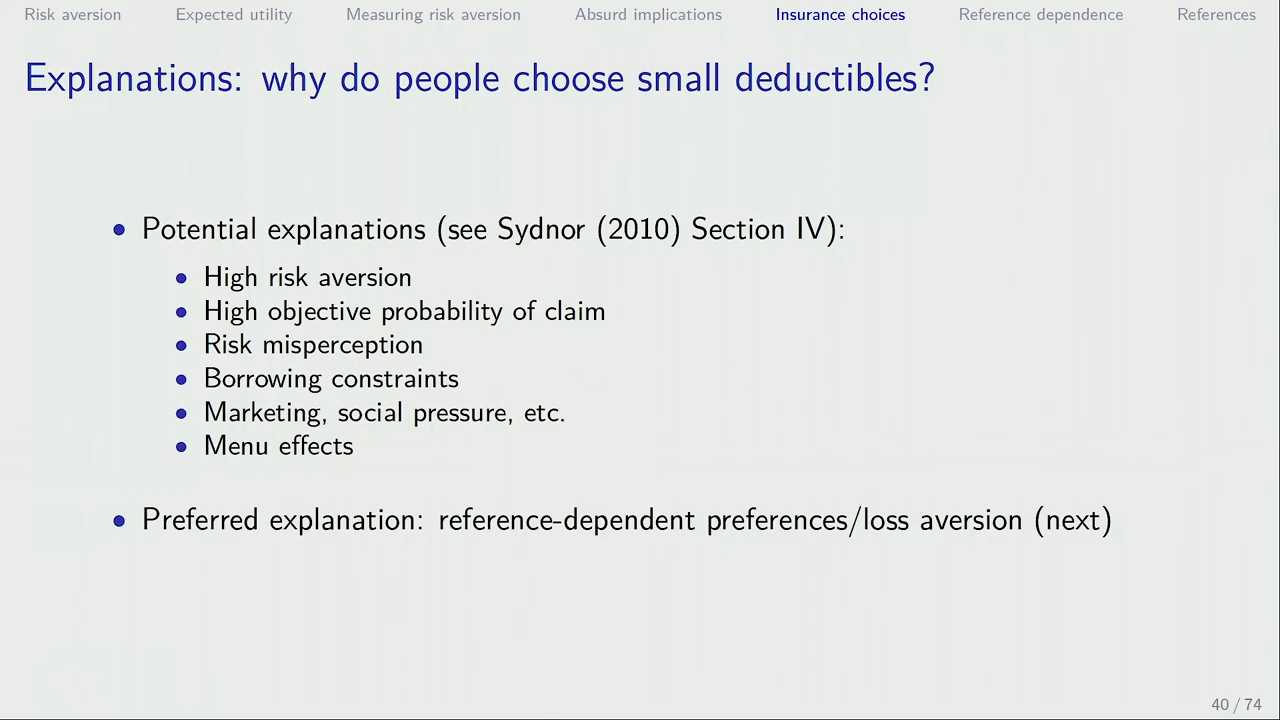 Risk aversion Expected utility Measuring risk aversion Absurd implications Insurance choices Reference dependence References
Explanations: why do people choose small deductibles?
• Potential explanations (see Sydnor (2010) Section IV):
• High risk aversion
• High objective probability of claim
• Risk misperception
• Borrowing constraints
• Marketing, social pressure, etc.
• Menu effects
• Preferred explanation: reference-dependent preferences/loss aversion (next)
40 / 74